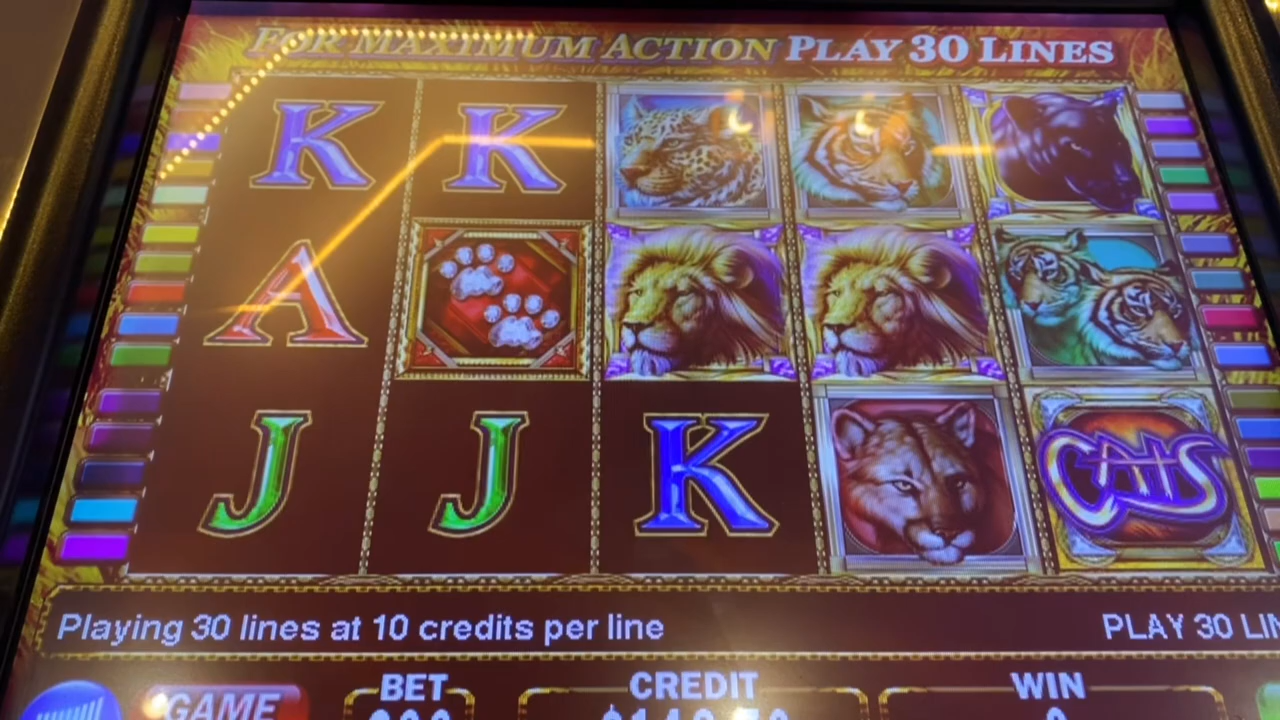 FOR MAXIMUM ACTION PLAY 30 LINES
K K
A
J J K CATS
Playing 30 lines at 10 credits per line PLAY 30
GAME BET CREDIT WIN